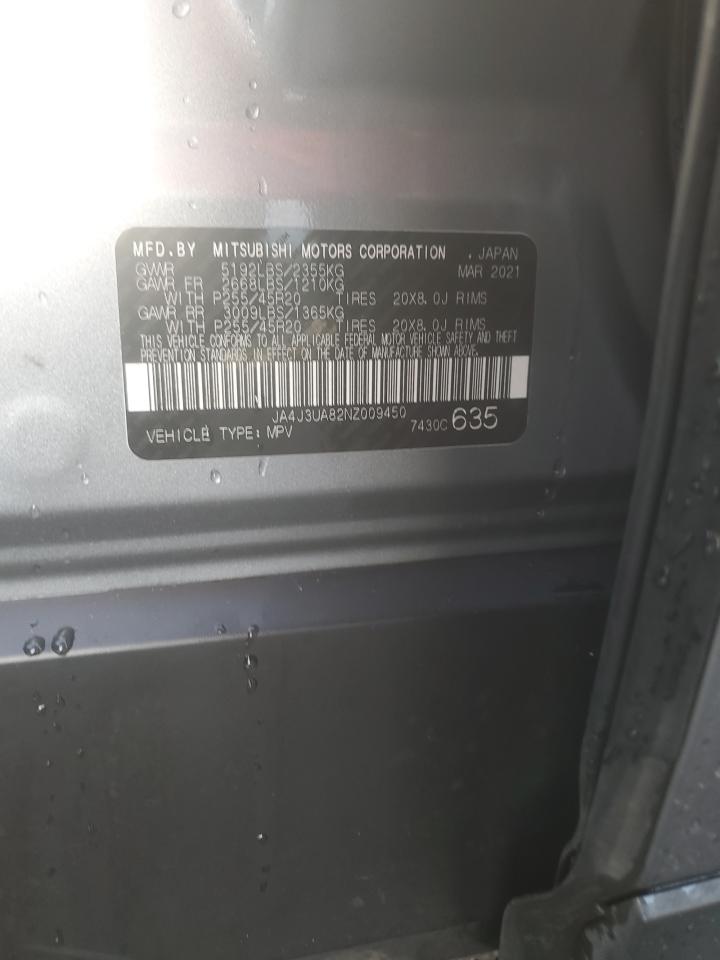 MFD.BY MITSUBISHI MOTORS CORPORATION .JAPAN
GVWR 5192LBS/2355KG MAR 2021
GAWR FR 2668LBS/1210KG
WITH P255/45R20 TIRES 20X8.0J RIMS
GAWR RR 3009LBS/1365KG
WITH P255/45R20 TIRES 20X8.0J RIMS
THIS VEHICLE CONFORMS TO ALL APPLICABLE FEDERAL MOTOR VEHICLE SAFETY AND THEFT
PREVENTION STANDARDS IN EFFECT ON THE DATE OF MANUFACTURE SHOWN ABOVE.
JA4J3UA82NZ009450
VEHICLE TYPE: MPV 7430C 635